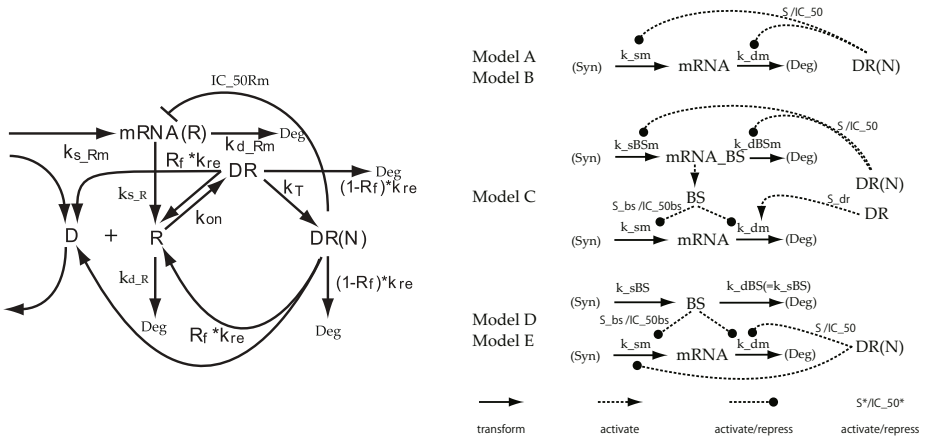 IC_50Rm
mRNA(R)
k_d_Rm
Deg
k_s_Rm
R_f *k_re
DR
Deg
(1-R_f)*k_re
k_s_R
k_T
k_on
D + R
DR(N)
k_d_R
(1-R_f)*k_re
Deg
R_f *k_re
Deg
S /IC_50
Model A
Model B
(Syn)
k_sm
mRNA
k_dm
(Deg)
DR(N)
S /IC_50
(Syn)
k_sBSm
mRNA_BS
k_dBSm
(Deg)
DR(N)
Model C
BS
S_bs /IC_50bs
S_dr
DR
(Syn)
k_sm
mRNA
k_dm
(Deg)
k_sBS
k_dBS(=k_sBS)
(Syn)
BS
(Deg)
Model D
Model E
S_bs /IC_50bs
S /IC_50
(Syn)
k_sm
mRNA
k_dm
(Deg)
DR(N)
S*/IC_50*
transform
activate
activate/repress
activate/repress